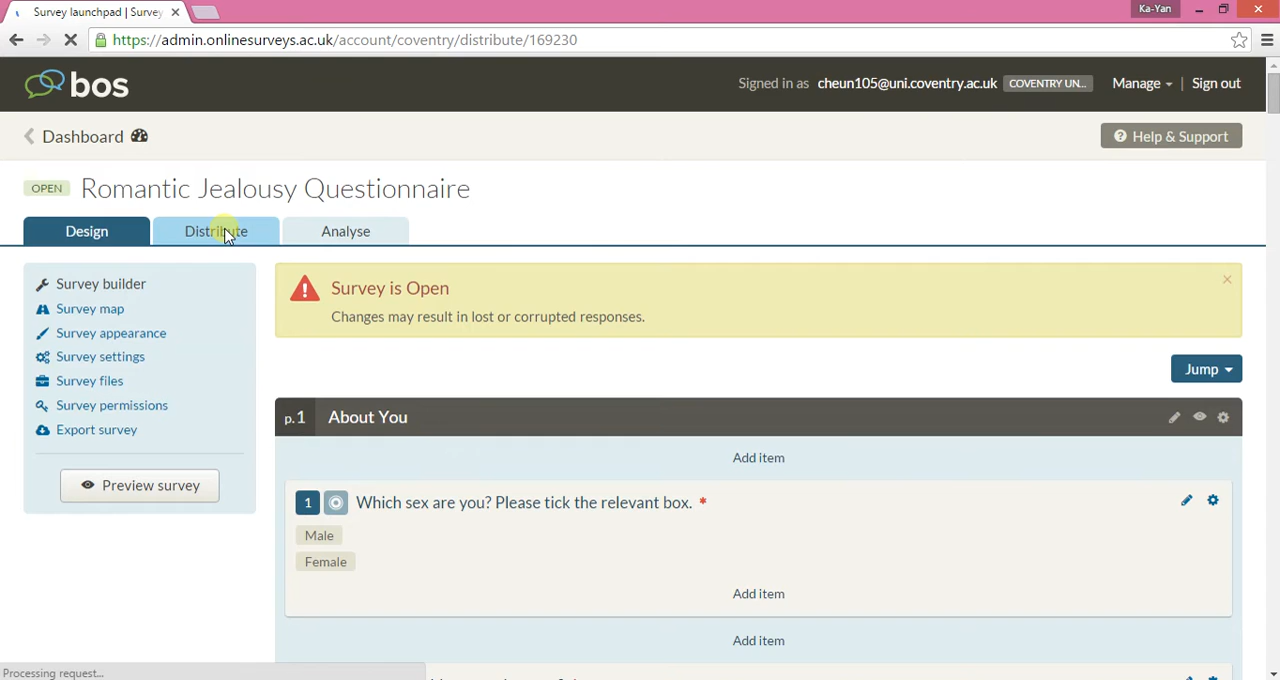 Survey launchpad | Survey
Ka-Yan
https://admin.onlinesurveys.ac.uk/account/coventry/distribute/169230
bos
Signed in as cheun105@uni.coventry.ac.uk COVENTRY UN... Manage | Sign out
Dashboard
Help & Support
OPEN Romantic Jealousy Questionnaire
Design Distribute Analyse
Survey builder
Survey map
Survey appearance
Survey settings
Survey files
Survey permissions
Export survey
Preview survey
Survey is Open
Changes may result in lost or corrupted responses.
Jump
p.1 About You
Add item
1 Which sex are you? Please tick the relevant box. *
Male
Female
Add item
Add item
Processing request...